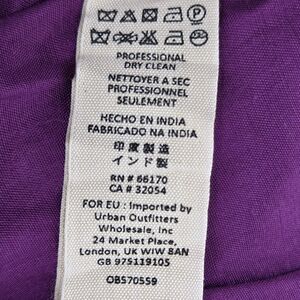 PROFESSIONAL
DRY CLEAN
NETTOYER A SEC
PROFESSIONNEL
SEULEMENT
HECHO EN INDIA
FABRICADO NA INDIA
印度製造
インド製
RN # 66170
CA # 32054
FOR EU : Imported by
Urban Outfitters
Wholesale, Inc
24 Market Place,
London, UK WIW 8AN
GB 975119105
OB570559